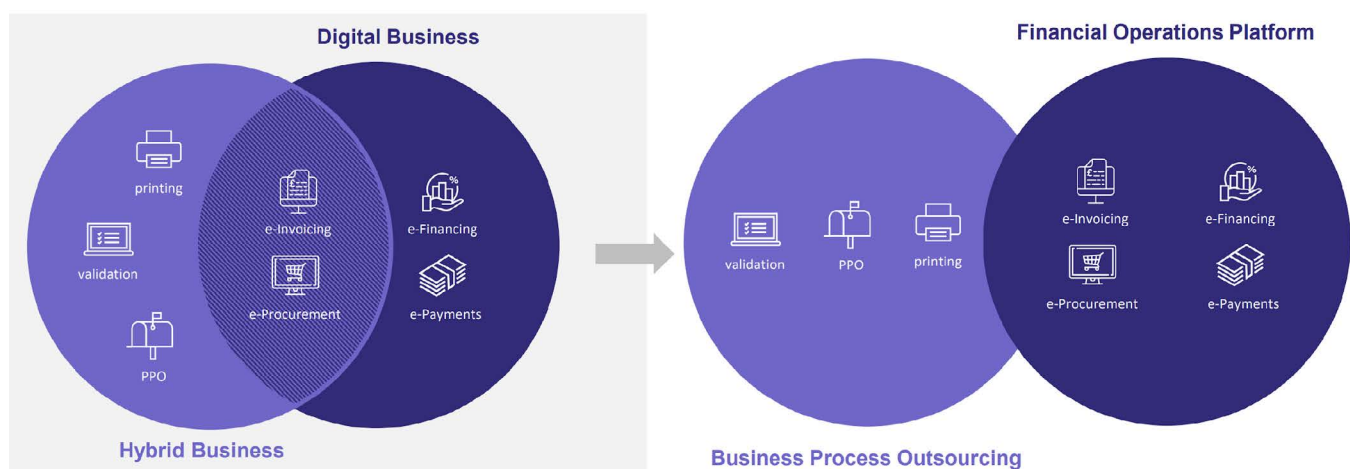 Digital Business
printing
validation
PPO
e-Invoicing
e-Procurement
e-Financing
e-Payments
Hybrid Business
Financial Operations Platform
validation
PPO
printing
e-Invoicing
e-Financing
e-Procurement
e-Payments
Business Process Outsourcing